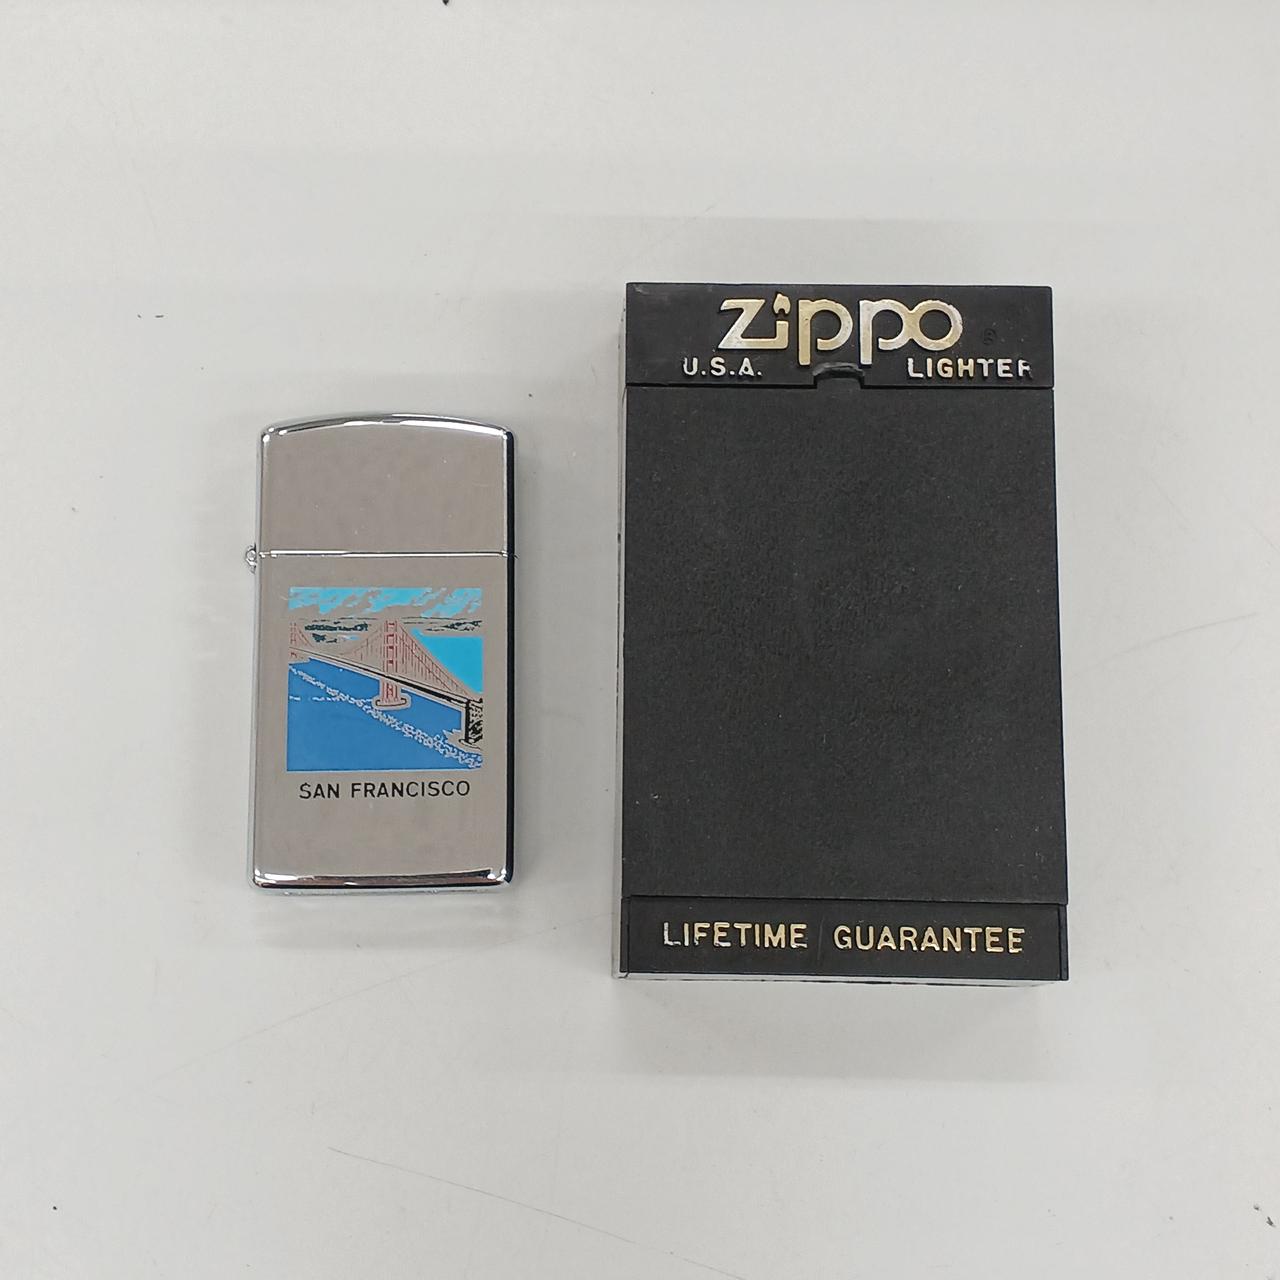 zippo
U.S.A. LIGHTER
SAN FRANCISCO
LIFETIME GUARANTEE